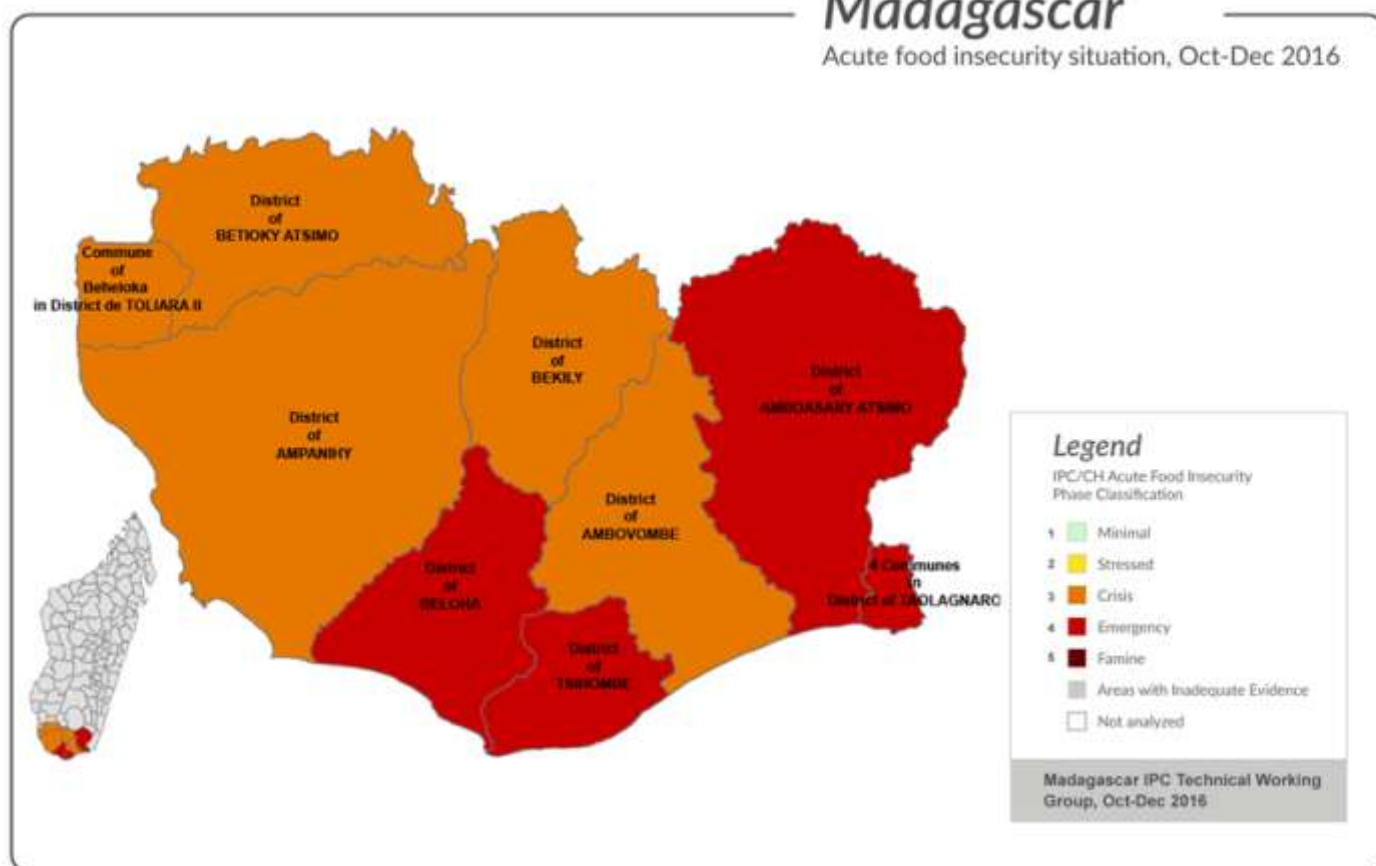 Madagascar
Acute food insecurity situation, Oct-Dec 2016
District
of
BETIOKY ATSIMO
Commune
of
Beheloka
in District de TOLIARA II
District
of
BEKILY
District
of
AMBOASARY ATSIMO
District
of
AMPANIHY
District
of
AMBOVOMBE
District
of
BELOHA
4 Communes
in
District of TAOLAGNARO
District
of
TSIHOMBE
Legend
IPC/CH Acute Food Insecurity
Phase Classification
1 Minimal
2 Stressed
3 Crisis
4 Emergency
5 Famine
Areas with Inadequate Evidence
Not analyzed
Madagascar IPC Technical Working
Group, Oct-Dec 2016